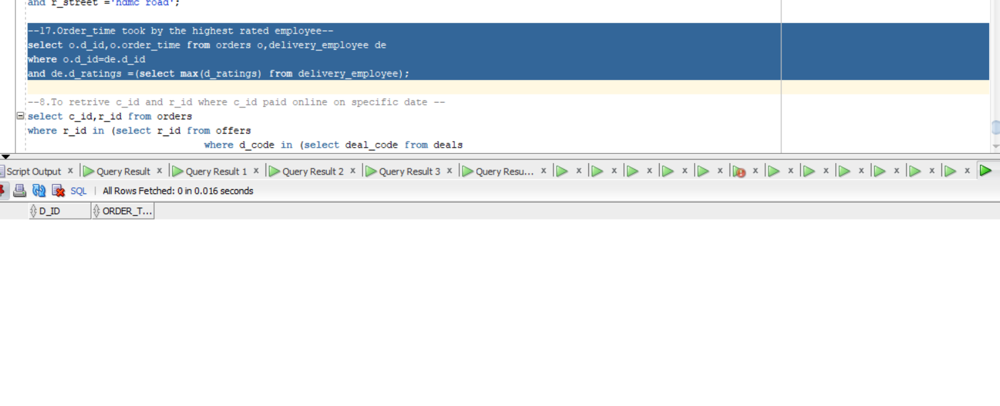 and r_street ='hdmc road';
--17.Order_time took by the highest rated employee--
select o.d_id,o.order_time from orders o,delivery_employee de
where o.d_id=de.d_id
and de.d_ratings =(select max(d_ratings) from delivery_employee);
--8.To retrive c_id and r_id where c_id paid online on specific date --
select c_id,r_id from orders
where r_id in (select r_id from offers
where d_code in (select deal_code from deals
Script Output x Query Result x Query Result 1 x Query Result 2 x Query Result 3 x Query Resu... x x x x x x x x x x x x x
SQL | All Rows Fetched: 0 in 0.016 seconds
D_ID ORDER_T...